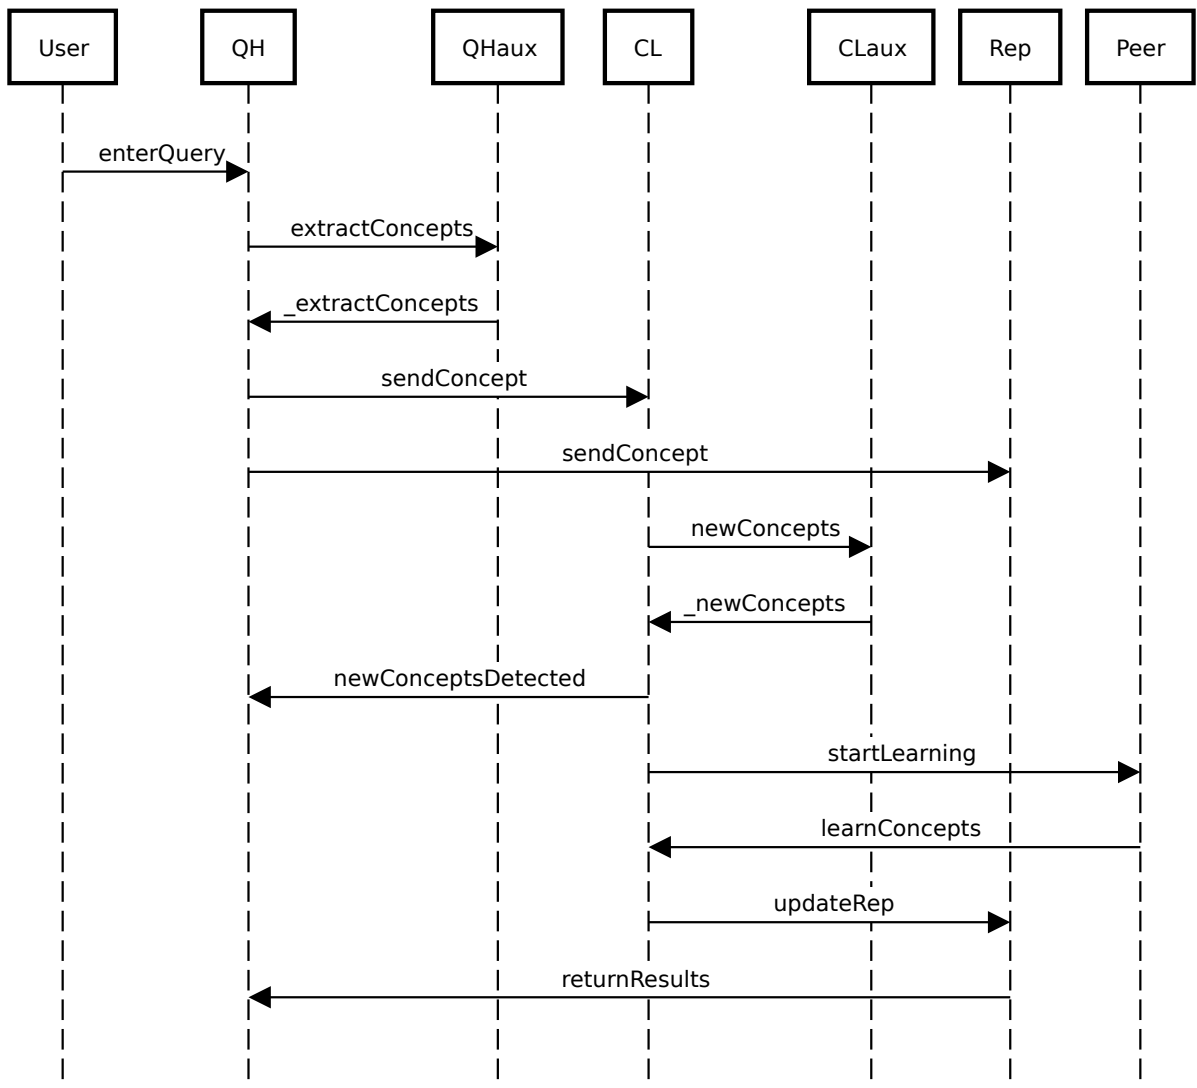 User QH QHaux CL CLaux Rep Peer
enterQuery
extractConcepts
_extractConcepts
sendConcept
sendConcept
newConcepts
_newConcepts
newConceptsDetected
startLearning
learnConcepts
updateRep
returnResults